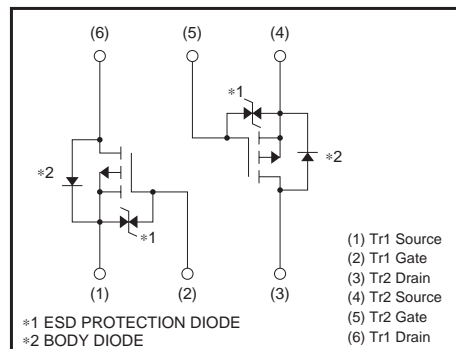 (6) (5) (4)
∗1
∗2
∗2
∗1
(1) (2) (3)
(1) Tr1 Source
(2) Tr1 Gate
(3) Tr2 Drain
(4) Tr2 Source
(5) Tr2 Gate
(6) Tr1 Drain
∗1 ESD PROTECTION DIODE
∗2 BODY DIODE